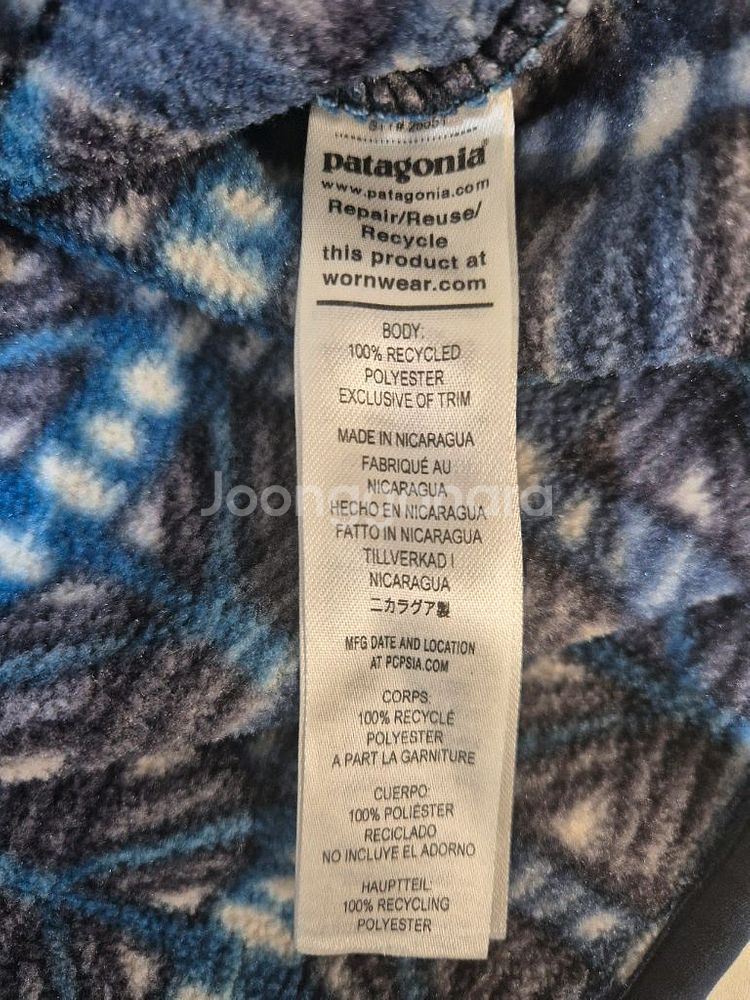 patagonia®
www.patagonia.com
Repair/Reuse/
Recycle
this product at
wornwear.com
BODY:
100% RECYCLED
POLYESTER
EXCLUSIVE OF TRIM
MADE IN NICARAGUA
FABRIQUÉ AU
NICARAGUA
HECHO EN NICARAGUA
FATTO IN NICARAGUA
TILLVERKAD I
NICARAGUA
ニカラグア製
MFG DATE AND LOCATION
AT PCPSIA.COM
CORPS:
100% RECYCLÉ
POLYESTER
A PART LA GARNITURE
CUERPO:
100% POLIÉSTER
RECICLADO
NO INCLUYE EL ADORNO
HAUPTTEIL:
100% RECYCLING
POLYESTER
Joonggonara